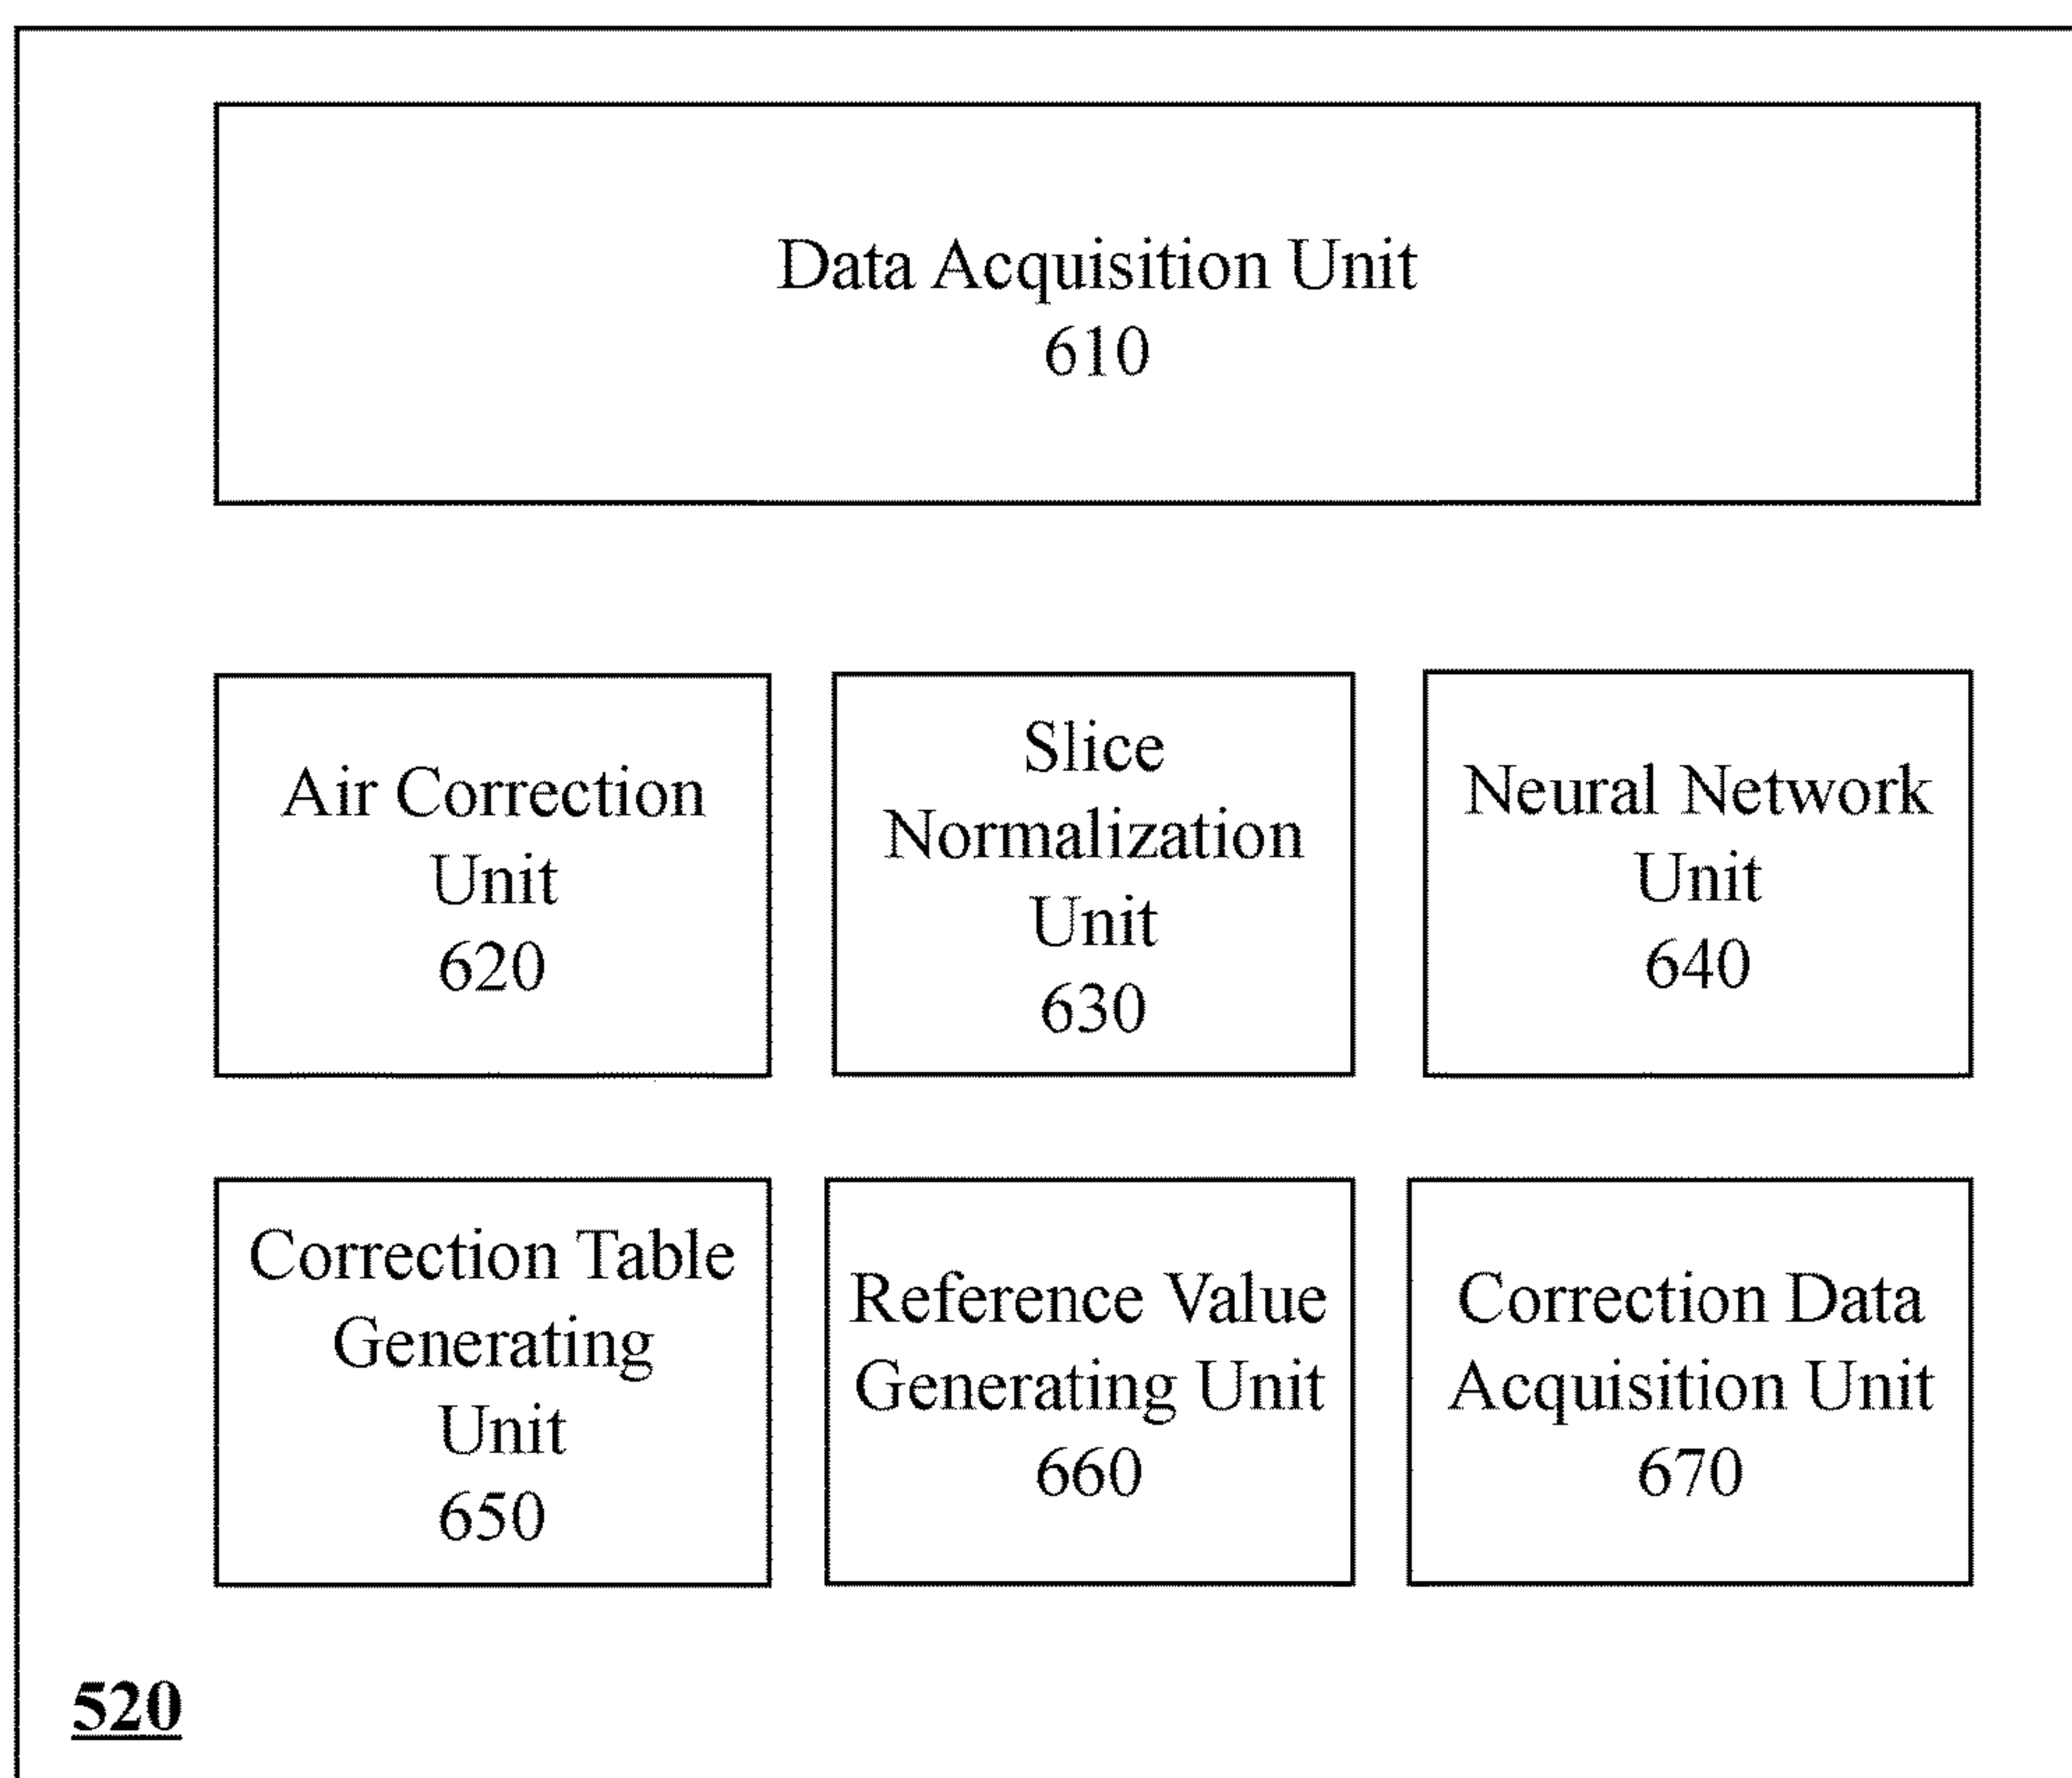 Data Acquisition Unit
610
Air Correction
Unit
620
Slice
Normalization
Unit
630
Neural Network
Unit
640
Correction Table
Generating
Unit
650
Reference Value
Generating Unit
660
Correction Data
Acquisition Unit
670
520